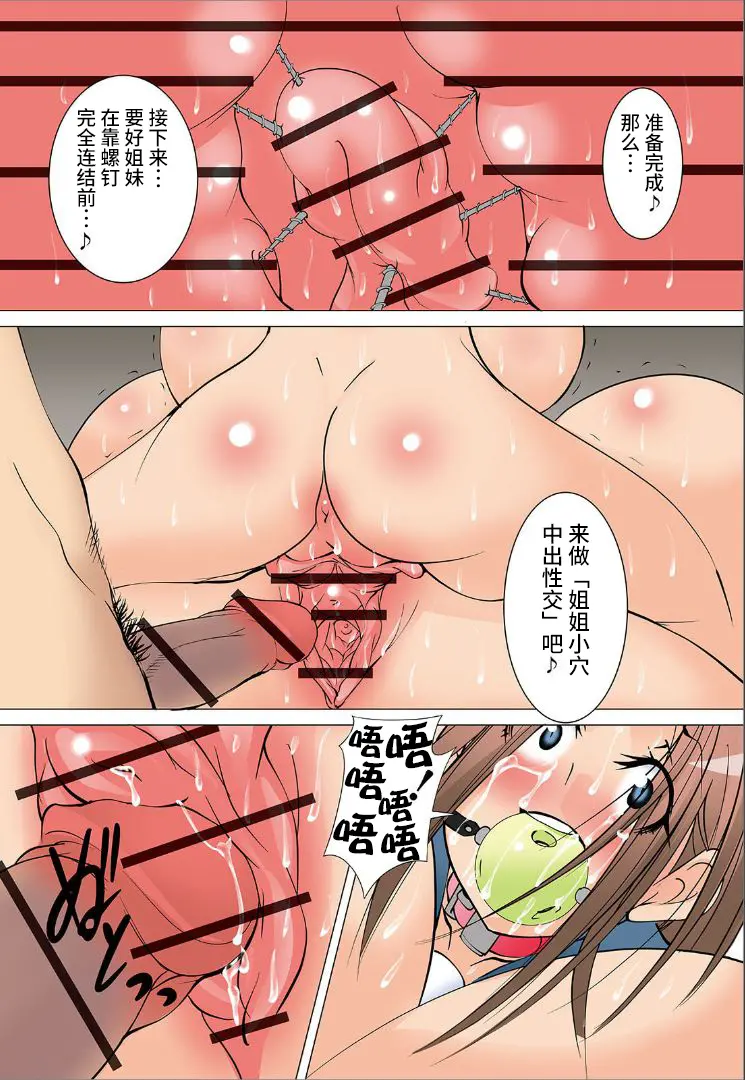 准备完成♪
那么…
接下来…
要好姐妹
在靠螺钉
完全连结前…♪
来做「姐姐小穴
中出性交」吧♪
唔！
唔唔
唔唔
唔
ぬどっ